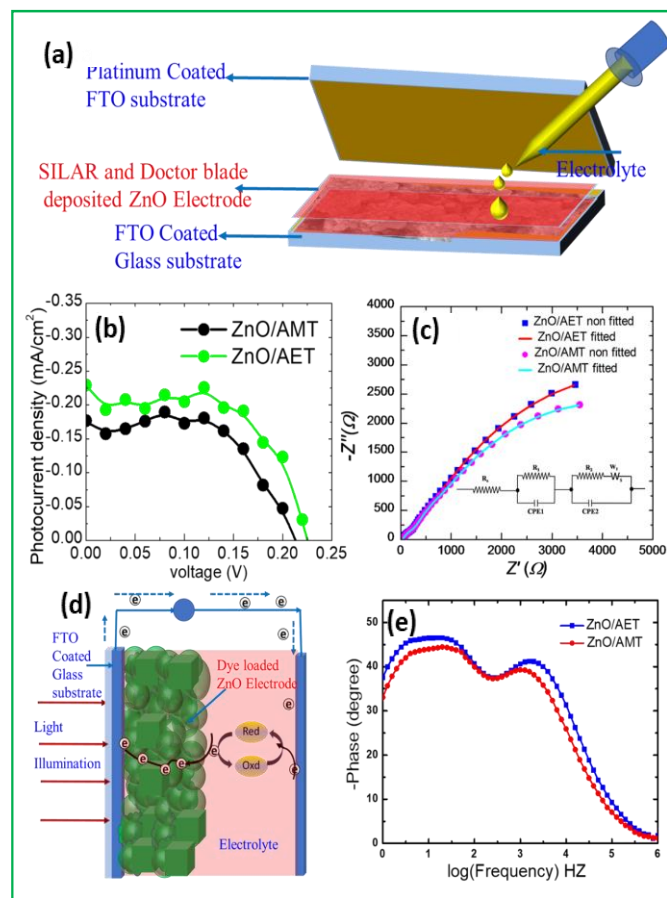 (a)
Platinum Coated
FTO substrate
Electrolyte
SILAR and Doctor blade
deposited ZnO Electrode
FTO Coated
Glass substrate
(b)
ZnO/AMT
ZnO/AET
Photocurrent density (mA/cm²)
-0.35
-0.30
-0.25
-0.20
-0.15
-0.10
-0.05
0.00
0.00 0.05 0.10 0.15 0.20 0.25
voltage (V)
(c)
ZnO/AET non fitted
ZnO/AET fitted
ZnO/AMT non fitted
ZnO/AMT fitted
-Z"(Ω)
4000
3500
3000
2500
2000
1500
1000
500
0
CPE1
CPE2
0 1000 2000 3000 4000 5000
Z' (Ω)
(d)
e e
e e
FTO
Coated
Glass
substrate
Dye loaded
ZnO Electrode
e
Light
Illumination
e e e e e e
Red
Oxd
Electrolyte
(e)
ZnO/AET
ZnO/AMT
-Phase (degree)
50
40
30
20
10
0
0 1 2 3 4 5 6
log(Frequency) HZ